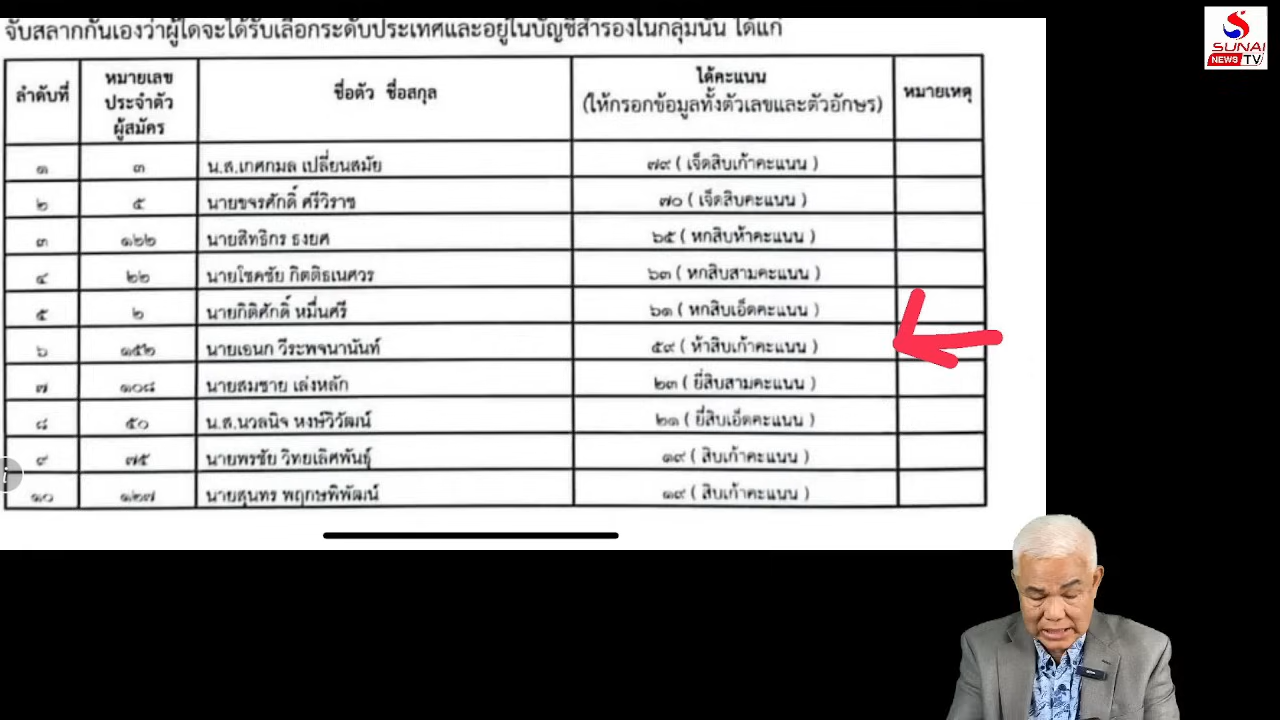 จับสลากกันเองว่าผู้ใดจะได้รับเลือกระดับประเทศและอยู่ในบัญชีสำรองในกลุ่มนั้น ได้แก่
ลำดับที่ หมายเลขประจำตัวผู้สมัคร ชื่อตัว ชื่อสกุล ได้คะแนน (ให้กรอกข้อมูลทั้งตัวเลขและตัวอักษร) หมายเหตุ
๑ ๓ น.ส.เกศกมล เปลี่ยนสมัย ๗๙ ( เจ็ดสิบเก้าคะแนน )
๒ ๕ นายขจรศักดิ์ ศรีวิราช ๗๐ ( เจ็ดสิบคะแนน )
๓ ๑๒๒ นายสิทธิกร ธงยศ ๖๕ ( หกสิบห้าคะแนน )
๔ ๒๒ นายโชคชัย กิตติธเนศวร ๖๓ ( หกสิบสามคะแนน )
๕ ๒ นายกิติศักดิ์ หมื่นศรี ๖๑ ( หกสิบเอ็ดคะแนน )
๖ ๑๕๒ นายเอนก วีระพจนานันท์ ๕๙ ( ห้าสิบเก้าคะแนน )
๗ ๑๐๘ นายสมชาย เล่งหลัก ๒๓ ( ยี่สิบสามคะแนน )
๘ ๕๐ น.ส.นวลนิจ หงษ์วิวัฒน์ ๒๑ ( ยี่สิบเอ็ดคะแนน )
๙ ๗๕ นายพรชัย วิทยเลิศพันธุ์ ๑๙ ( สิบเก้าคะแนน )
๑๐ ๑๒๗ นายสุนทร พฤกษพิพัฒน์ ๑๙ ( สิบเก้าคะแนน )
S
SUNAI
NEWS TV